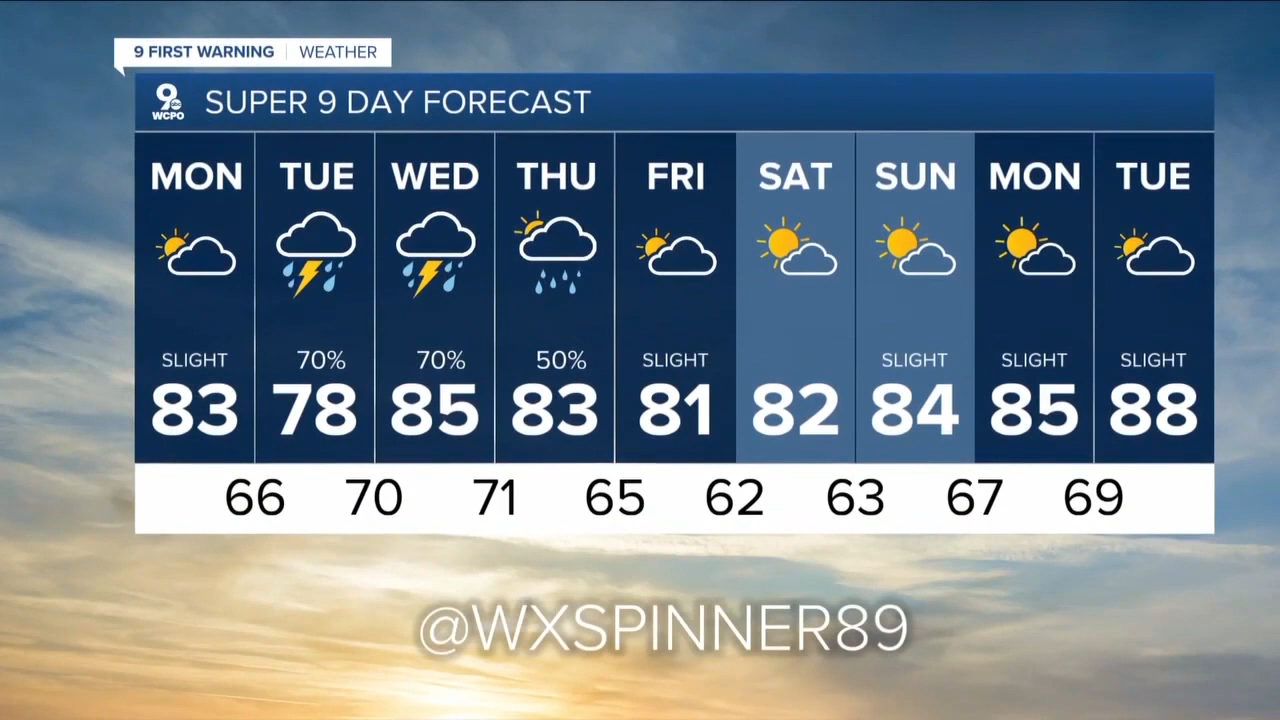 9 FIRST WARNING | WEATHER
9 abc WCPO SUPER 9 DAY FORECAST
MON TUE WED THU FRI SAT SUN MON TUE
SLIGHT 70% 70% 50% SLIGHT SLIGHT SLIGHT SLIGHT
83 78 85 83 81 82 84 85 88
66 70 71 65 62 63 67 69
@WXSPINNER89